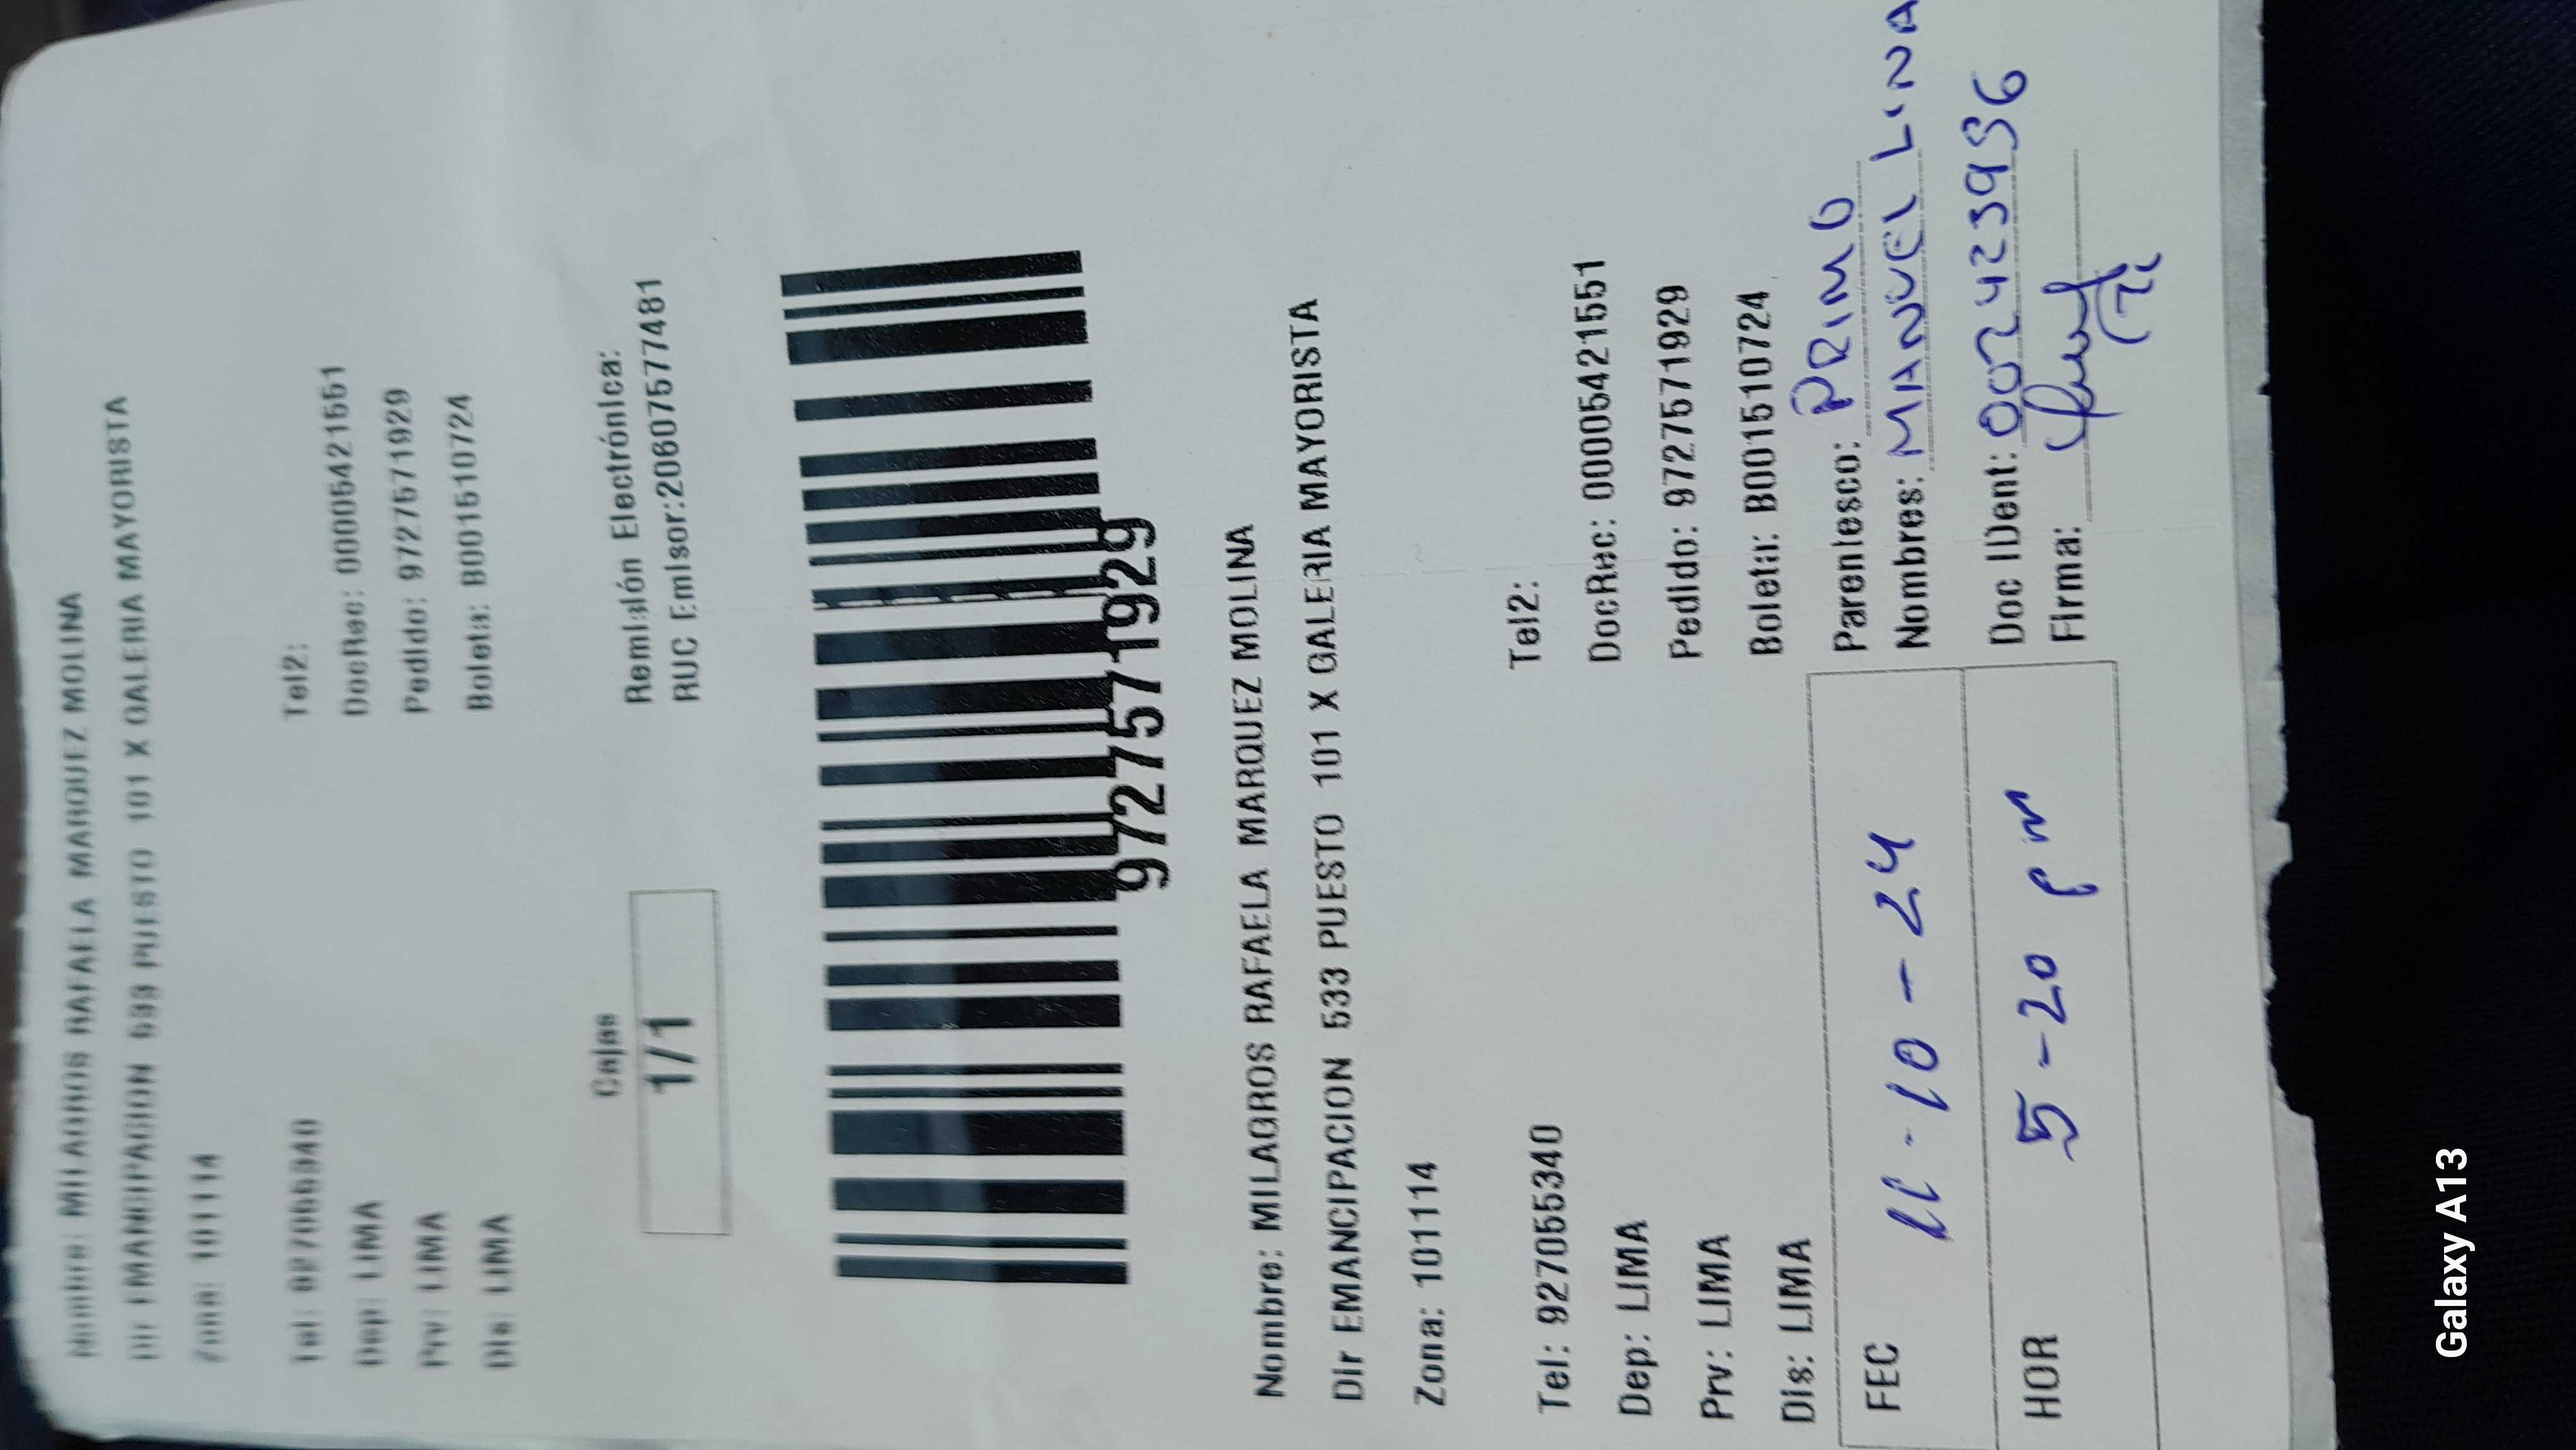 Nombre: MILAGROS RAFAELA MARQUEZ MOLINA
Dir EMANCIPACION 533 PUESTO 101 X GALERIA MAYORISTA
Zona: 101114
Tel: 927055340 Tel2:
Dep: LIMA DocRec: 00005421551
Prv: LIMA Pedido: 9727571929
Dis: LIMA Boleta: B001510724
Cajas
1/1
Remisión Electrónica:
RUC Emisor:20607577481
9727571929
Nombre: MILAGROS RAFAELA MARQUEZ MOLINA
Dir EMANCIPACION 533 PUESTO 101 X GALERIA MAYORISTA
Zona: 101114
Tel: 927055340 Tel2:
Dep: LIMA DocRec: 00005421551
Prv: LIMA Pedido: 9727571929
Dis: LIMA Boleta: B001510724
FEC 11-10-24
HOR 5-20 pm
Parentesco: PRIMO
Nombres: MANUEL LINA
Doc IDent:
Firma:
Galaxy A13